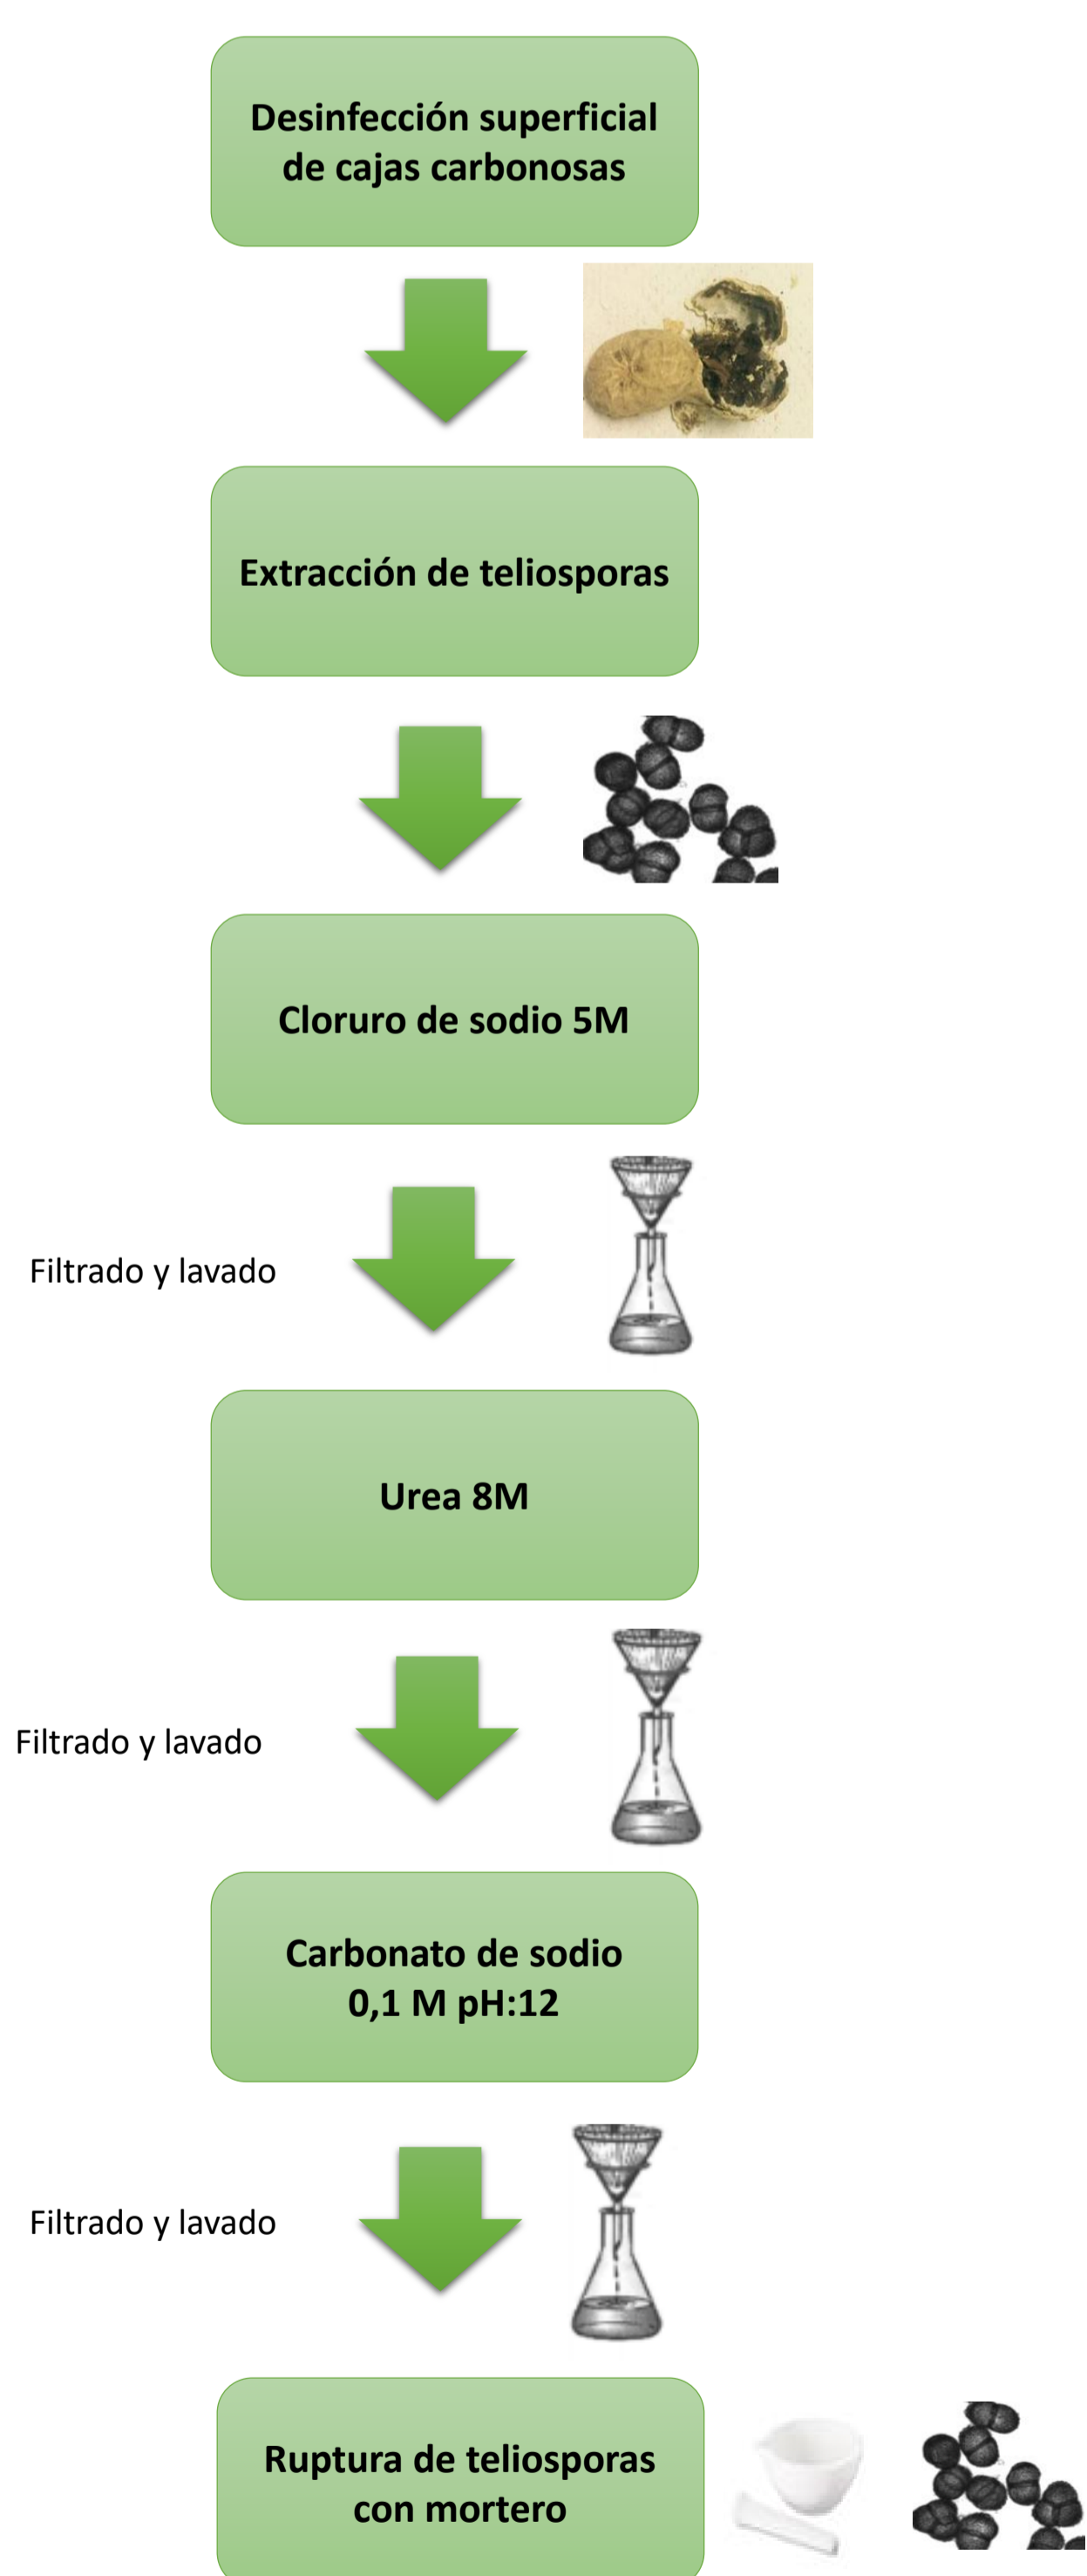 Desinfección superficial
de cajas carbonosas
Extracción de teliosporas
Cloruro de sodio 5M
Filtrado y lavado
Urea 8M
Filtrado y lavado
Carbonato de sodio
0,1 M pH:12
Filtrado y lavado
Ruptura de teliosporas
con mortero